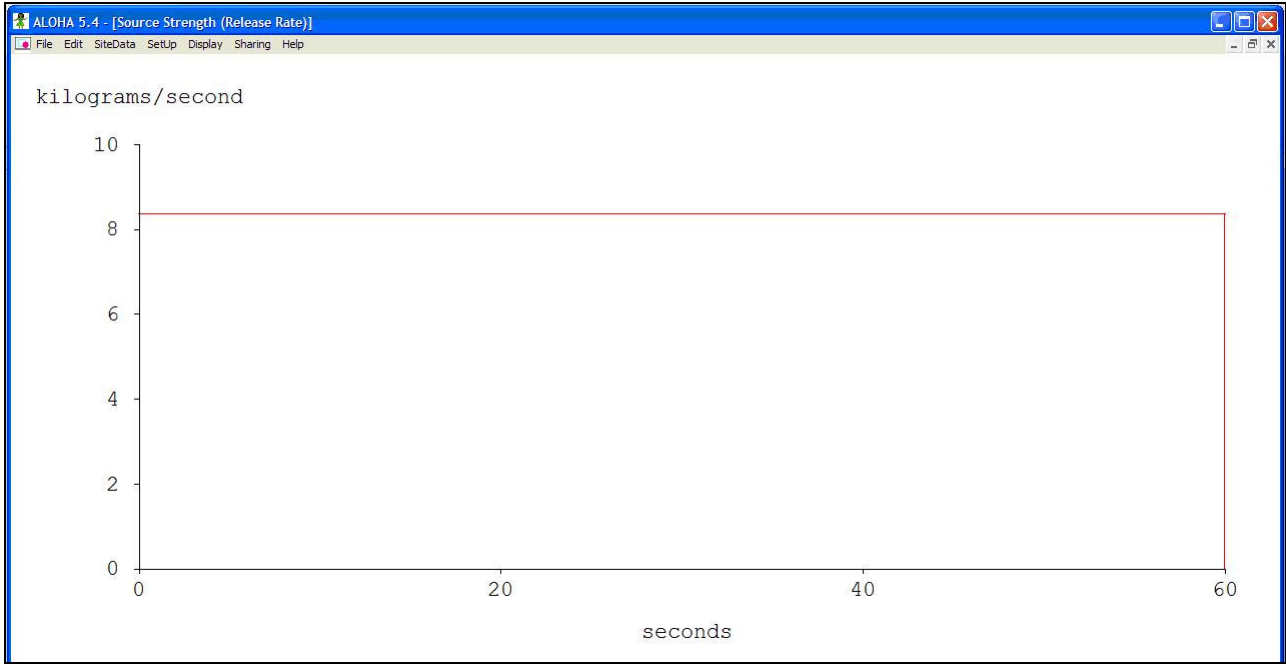 ALOHA 5.4 - [Source Strength (Release Rate)]
File Edit SiteData SetUp Display Sharing Help
kilograms/second
10
8
6
4
2
0
0 20 40 60
seconds